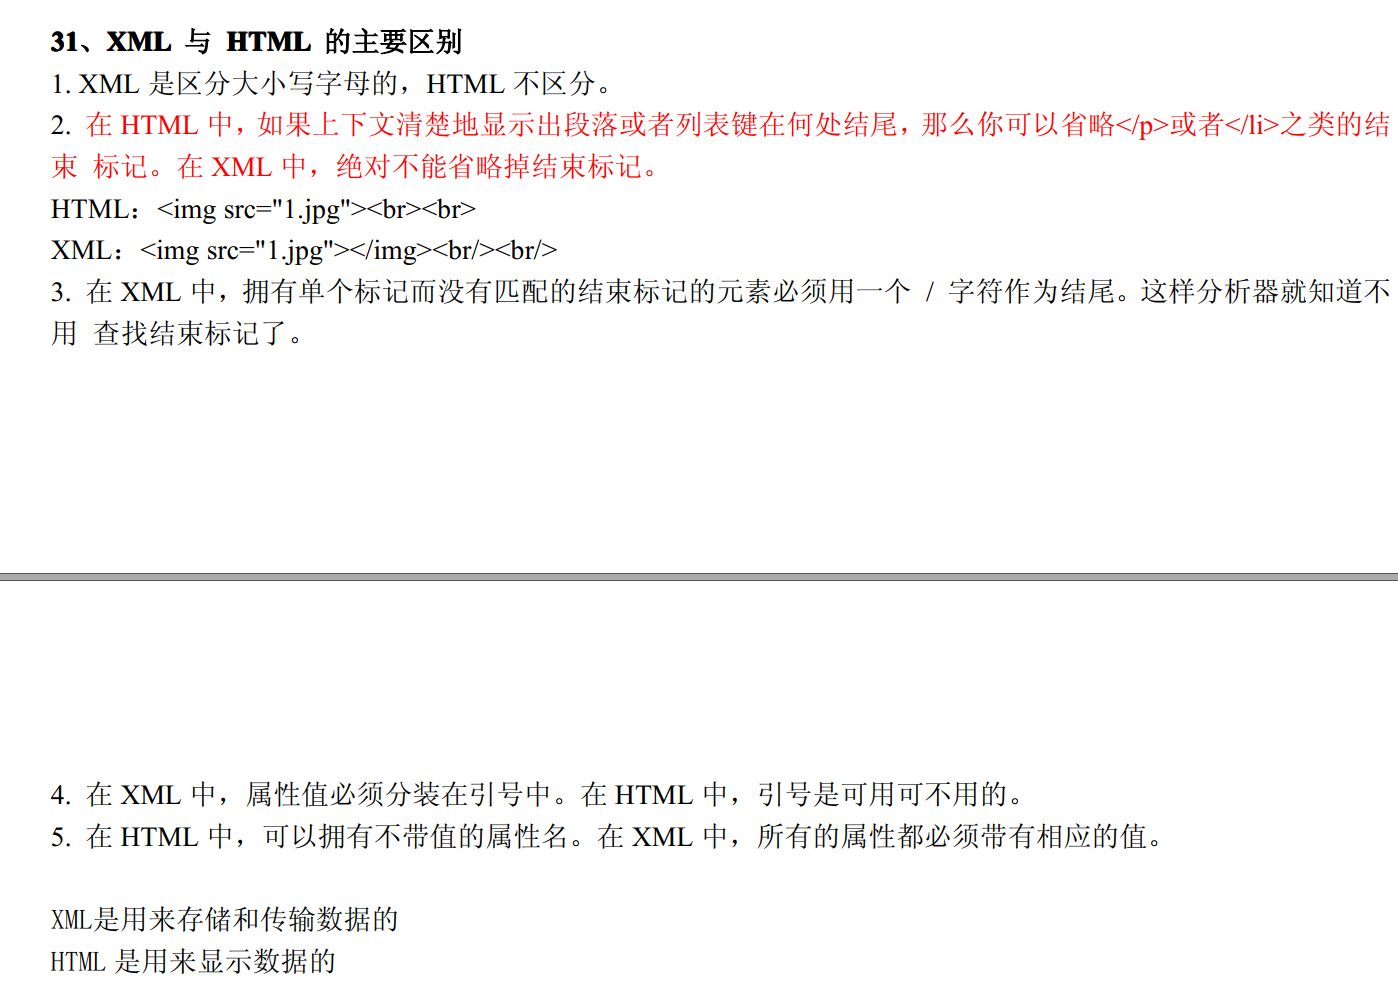 31、XML 与 HTML 的主要区别
1. XML 是区分大小写字母的，HTML 不区分。
2. 在 HTML 中，如果上下文清楚地显示出段落或者列表键在何处结尾，那么你可以省略</p>或者</li>之类的结
束 标记。在 XML 中，绝对不能省略掉结束标记。
HTML：<img src="1.jpg"><br><br>
XML：<img src="1.jpg"></img><br/><br/>
3. 在 XML 中，拥有单个标记而没有匹配的结束标记的元素必须用一个 / 字符作为结尾。这样分析器就知道不
用 查找结束标记了。
4. 在 XML 中，属性值必须分装在引号中。在 HTML 中，引号是可用可不用的。
5. 在 HTML 中，可以拥有不带值的属性名。在 XML 中，所有的属性都必须带有相应的值。
XML是用来存储和传输数据的
HTML 是用来显示数据的